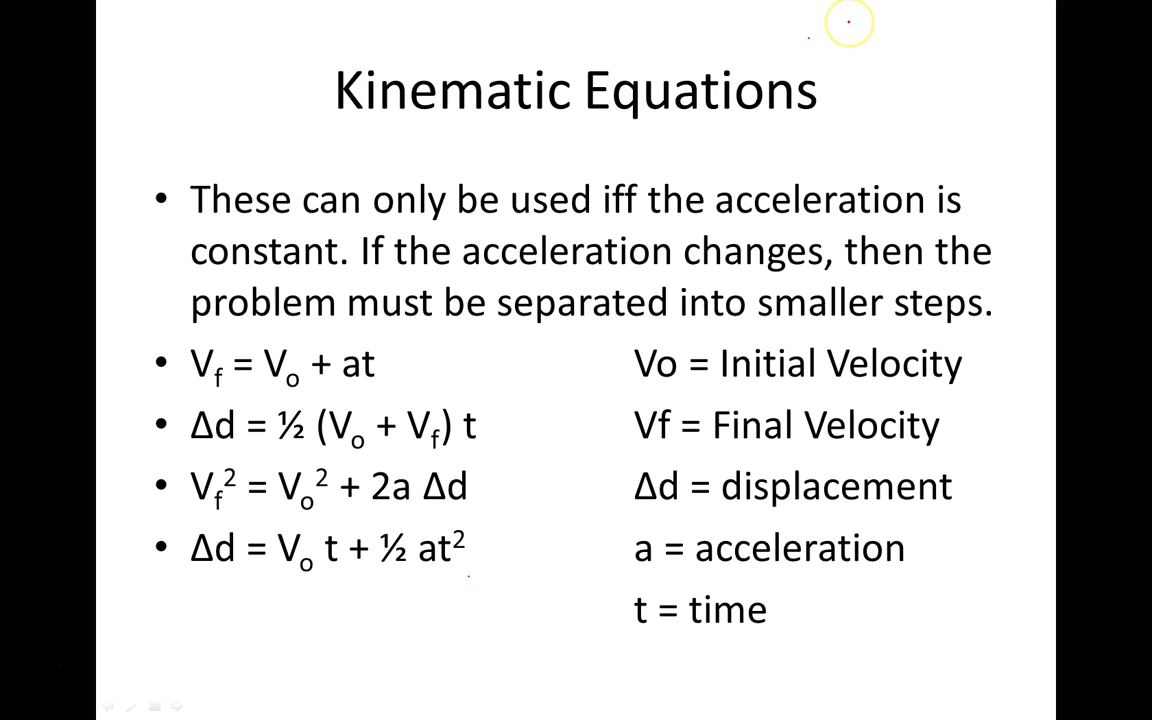 Kinematic Equations
• These can only be used iff the acceleration is
constant. If the acceleration changes, then the
problem must be separated into smaller steps.
• V_f = V_o + at Vo = Initial Velocity
• Δd = ½ (V_o + V_f) t Vf = Final Velocity
• V_f² = V_o² + 2a Δd Δd = displacement
• Δd = V_o t + ½ at² a = acceleration
t = time